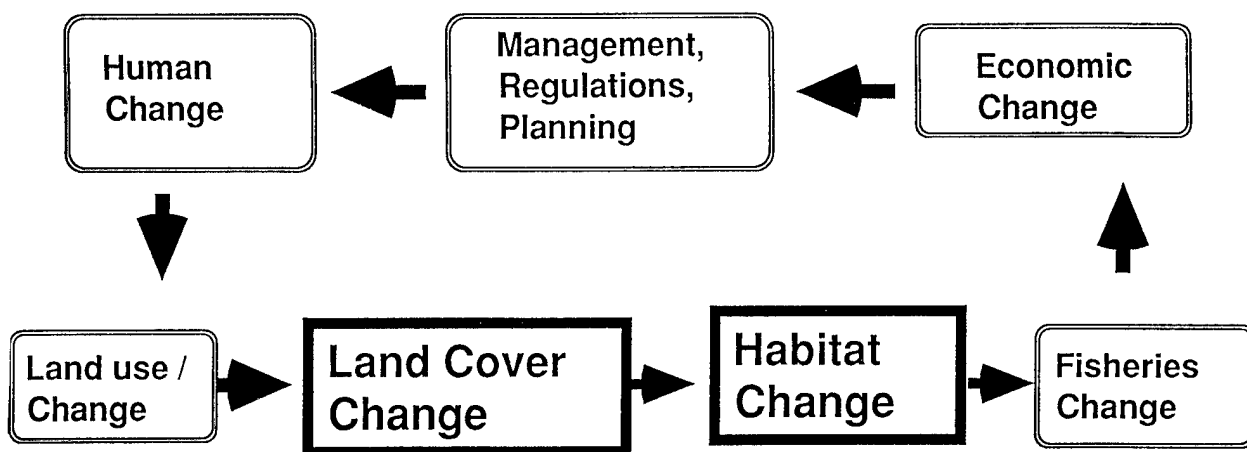 Human
Change
Management,
Regulations,
Planning
Economic
Change
Land use /
Change
Land Cover
Change
Habitat
Change
Fisheries
Change